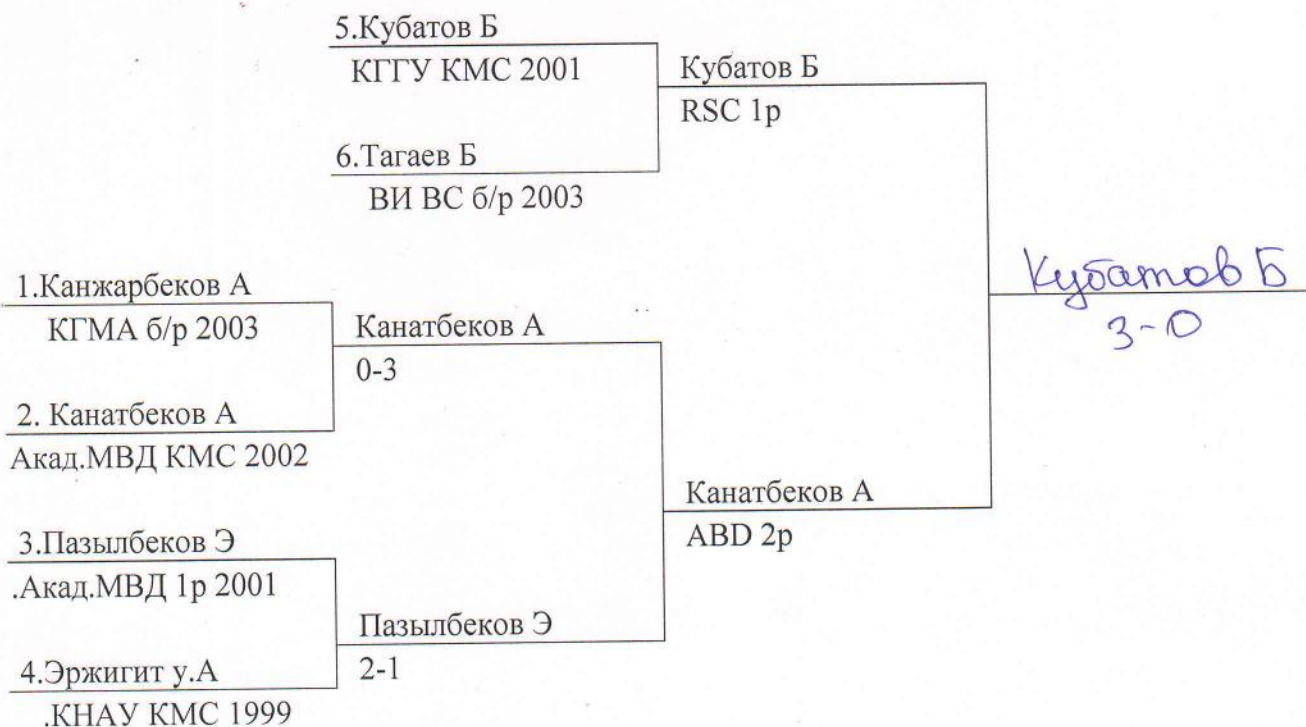 5.Кубатов Б
КГГУ КМС 2001
Кубатов Б
RSC 1р
6.Тагаев Б
ВИ ВС б/р 2003
1.Канжарбеков А
КГМА б/р 2003
Канатбеков А
0-3
2. Канатбеков А
Акад.МВД КМС 2002
Кубатов Б
3-0
3.Пазылбеков Э
.Акад.МВД 1р 2001
Канатбеков А
ABD 2р
Пазылбеков Э
2-1
4.Эржигит у.А
.КНАУ КМС 1999